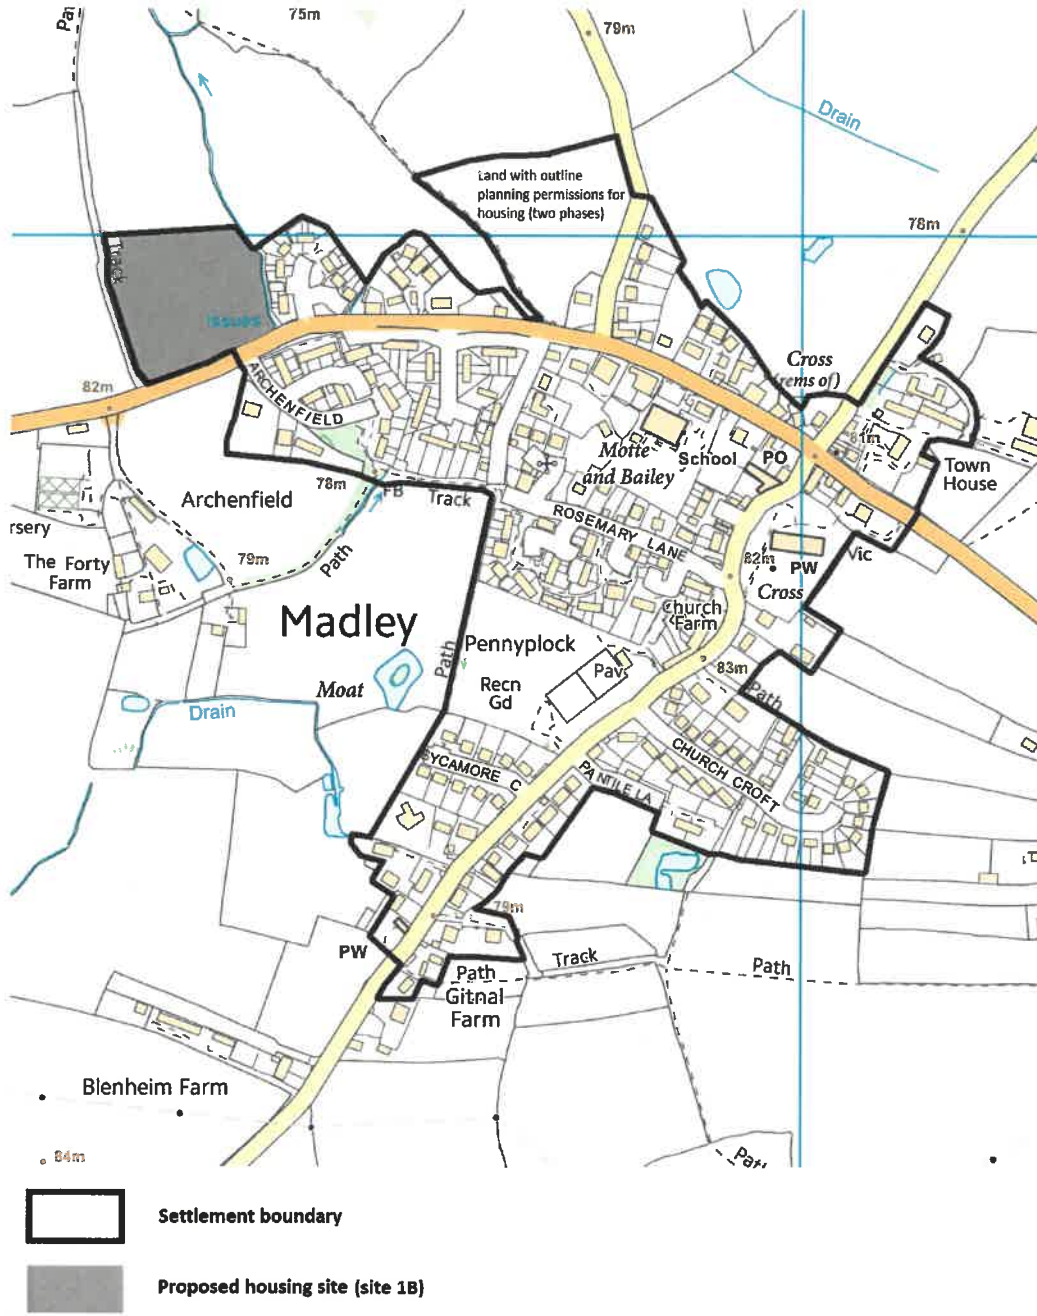 75m
79m
Drain
Land with outline
planning permissions for
housing (two phases)
78m
Track
Issues
82m
Cross
(rems of)
ARCHENFIELD
81m
Motte
and Bailey
School
PO
Town
House
78m
FB
Track
Archenfield
ROSEMARY LANE
rsery
The Forty
Farm
79m
Path
82m
PW
Vic
Cross
Church
Farm
Madley
Pennyplock
Path
Pav
83m
Path
Moat
Recn
Gd
Drain
SYCAMORE C
CHURCH CROFT
PANTILE LA
79m
PW
Track
Path
Path
Gitnal
Farm
Blenheim Farm
84m
Path
Settlement boundary
Proposed housing site (site 1B)